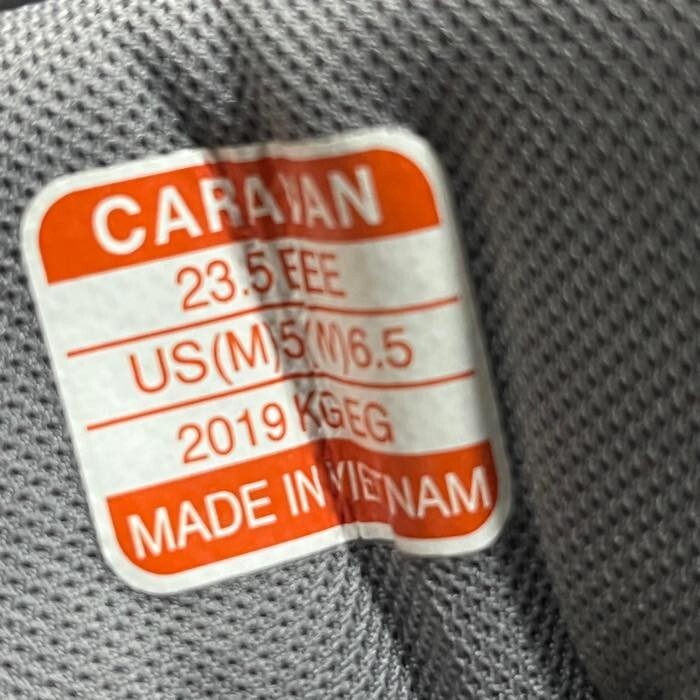 CARAVAN
23.5 EEE
US(M)5(M)6.5
2019 KGEG
MADE IN VIETNAM